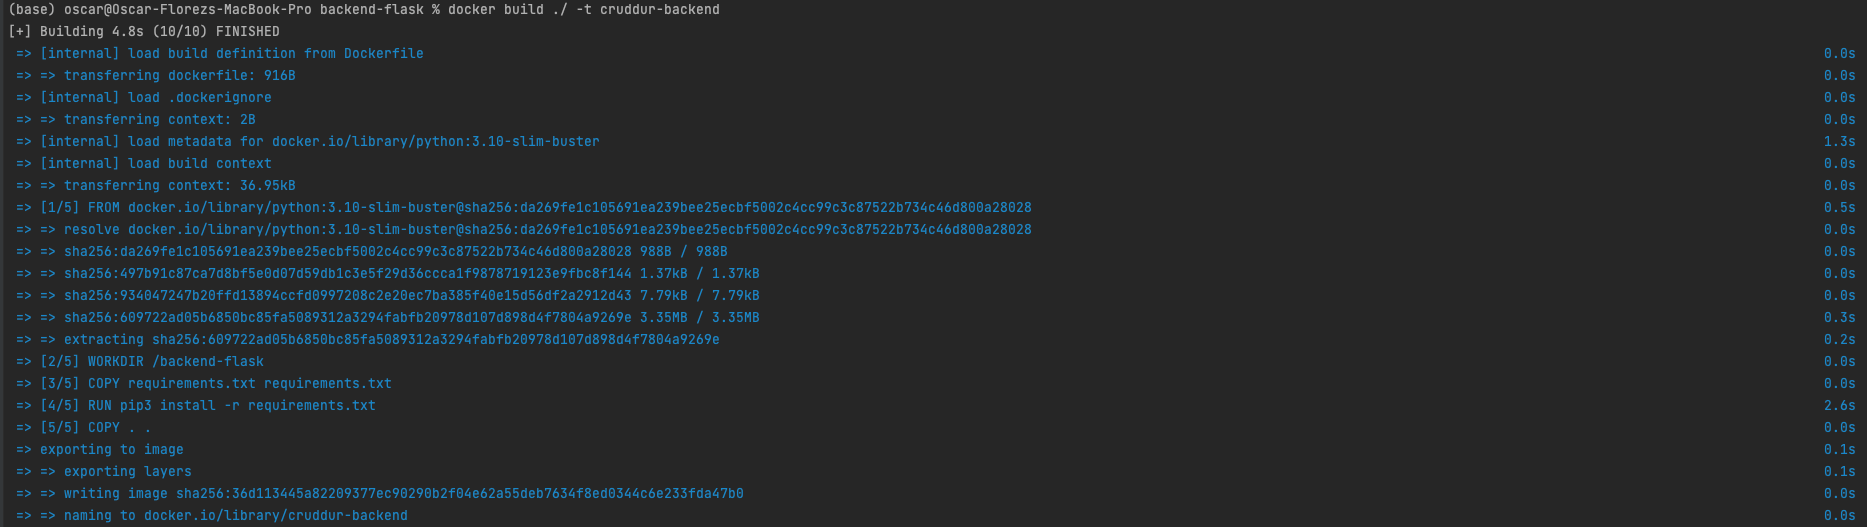 (base) oscar@Oscar-Florezs-MacBook-Pro backend-flask % docker build ./ -t cruddur-backend
[+] Building 4.8s (10/10) FINISHED
=> [internal] load build definition from Dockerfile 0.0s
=> => transferring dockerfile: 916B 0.0s
=> [internal] load .dockerignore 0.0s
=> => transferring context: 2B 0.0s
=> [internal] load metadata for docker.io/library/python:3.10-slim-buster 1.3s
=> [internal] load build context 0.0s
=> => transferring context: 36.95kB 0.0s
=> [1/5] FROM docker.io/library/python:3.10-slim-buster@sha256:da269fe1c105691ea239bee25ecbf5002c4cc99c3c87522b734c46d800a28028 0.5s
=> => resolve docker.io/library/python:3.10-slim-buster@sha256:da269fe1c105691ea239bee25ecbf5002c4cc99c3c87522b734c46d800a28028 0.0s
=> => sha256:da269fe1c105691ea239bee25ecbf5002c4cc99c3c87522b734c46d800a28028 988B / 988B 0.0s
=> => sha256:497b91c87ca7d8bf5e0d07d59db1c3e5f29d36ccca1f9878719123e9fbc8f144 1.37kB / 1.37kB 0.0s
=> => sha256:934047247b20ffd13894ccfd0997208c2e20ec7ba385f40e15d56df2a2912d43 7.79kB / 7.79kB 0.0s
=> => sha256:609722ad05b6850bc85fa5089312a3294fabfb20978d107d898d4f7804a9269e 3.35MB / 3.35MB 0.3s
=> => extracting sha256:609722ad05b6850bc85fa5089312a3294fabfb20978d107d898d4f7804a9269e 0.2s
=> [2/5] WORKDIR /backend-flask 0.0s
=> [3/5] COPY requirements.txt requirements.txt 0.0s
=> [4/5] RUN pip3 install -r requirements.txt 2.6s
=> [5/5] COPY . . 0.0s
=> exporting to image 0.1s
=> => exporting layers 0.1s
=> => writing image sha256:36d113445a82209377ec90290b2f04e62a55deb7634f8ed0344c6e233fda47b0 0.0s
=> => naming to docker.io/library/cruddur-backend 0.0s